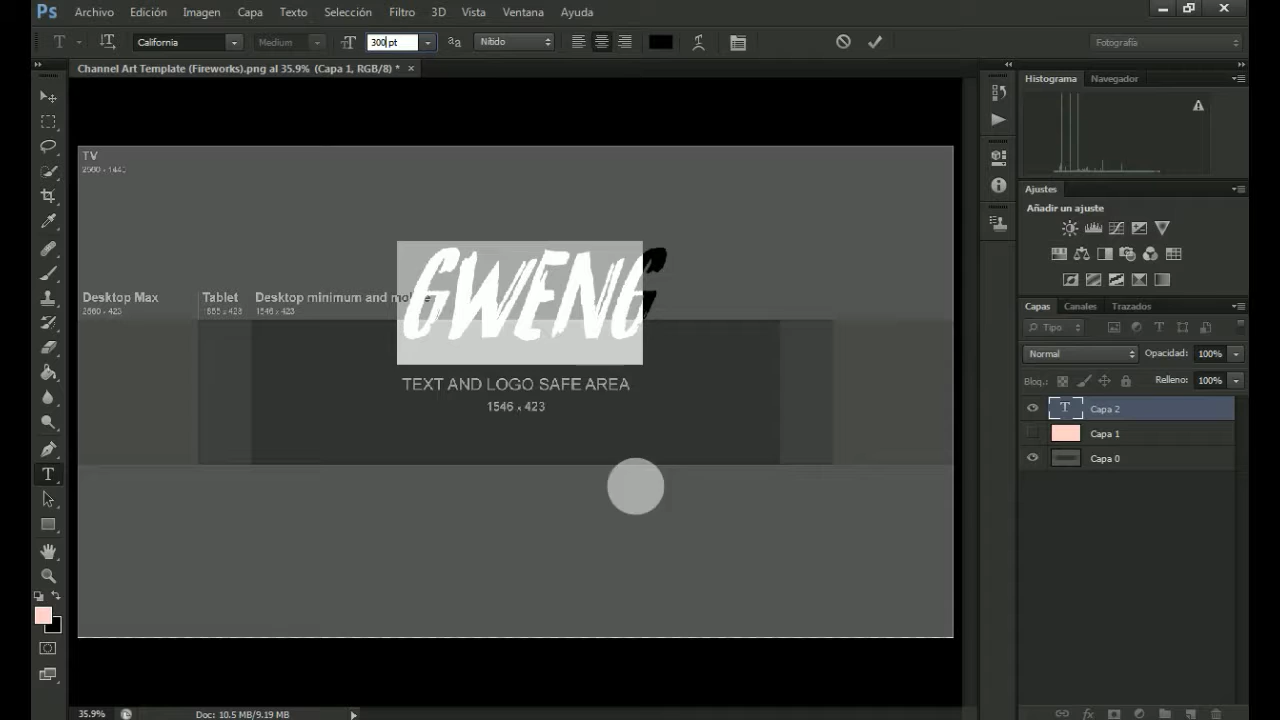 Ps Archivo Edición Imagen Capa Texto Selección Filtro 3D Vista Ventana Ayuda
T California Medium 300 pt aa Nítido Fotografía
Channel Art Template (Fireworks).png al 35.9% (Capa 1, RGB/8) * ×
Histograma Navegador
TV
2560 x 1440
Ajustes
Añadir un ajuste
GWENG
Desktop Max Tablet Desktop minimum and
2560 x 423 1855 x 423 1546 x 423
Capas Canales Trazados
Tipo
Normal Opacidad: 100%
Bloq.: Relleno: 100%
TEXT AND LOGO SAFE AREA
1546 x 423
T Capa 2
Capa 1
Capa 0
35.9% Doc: 10.5 MB/9.19 MB